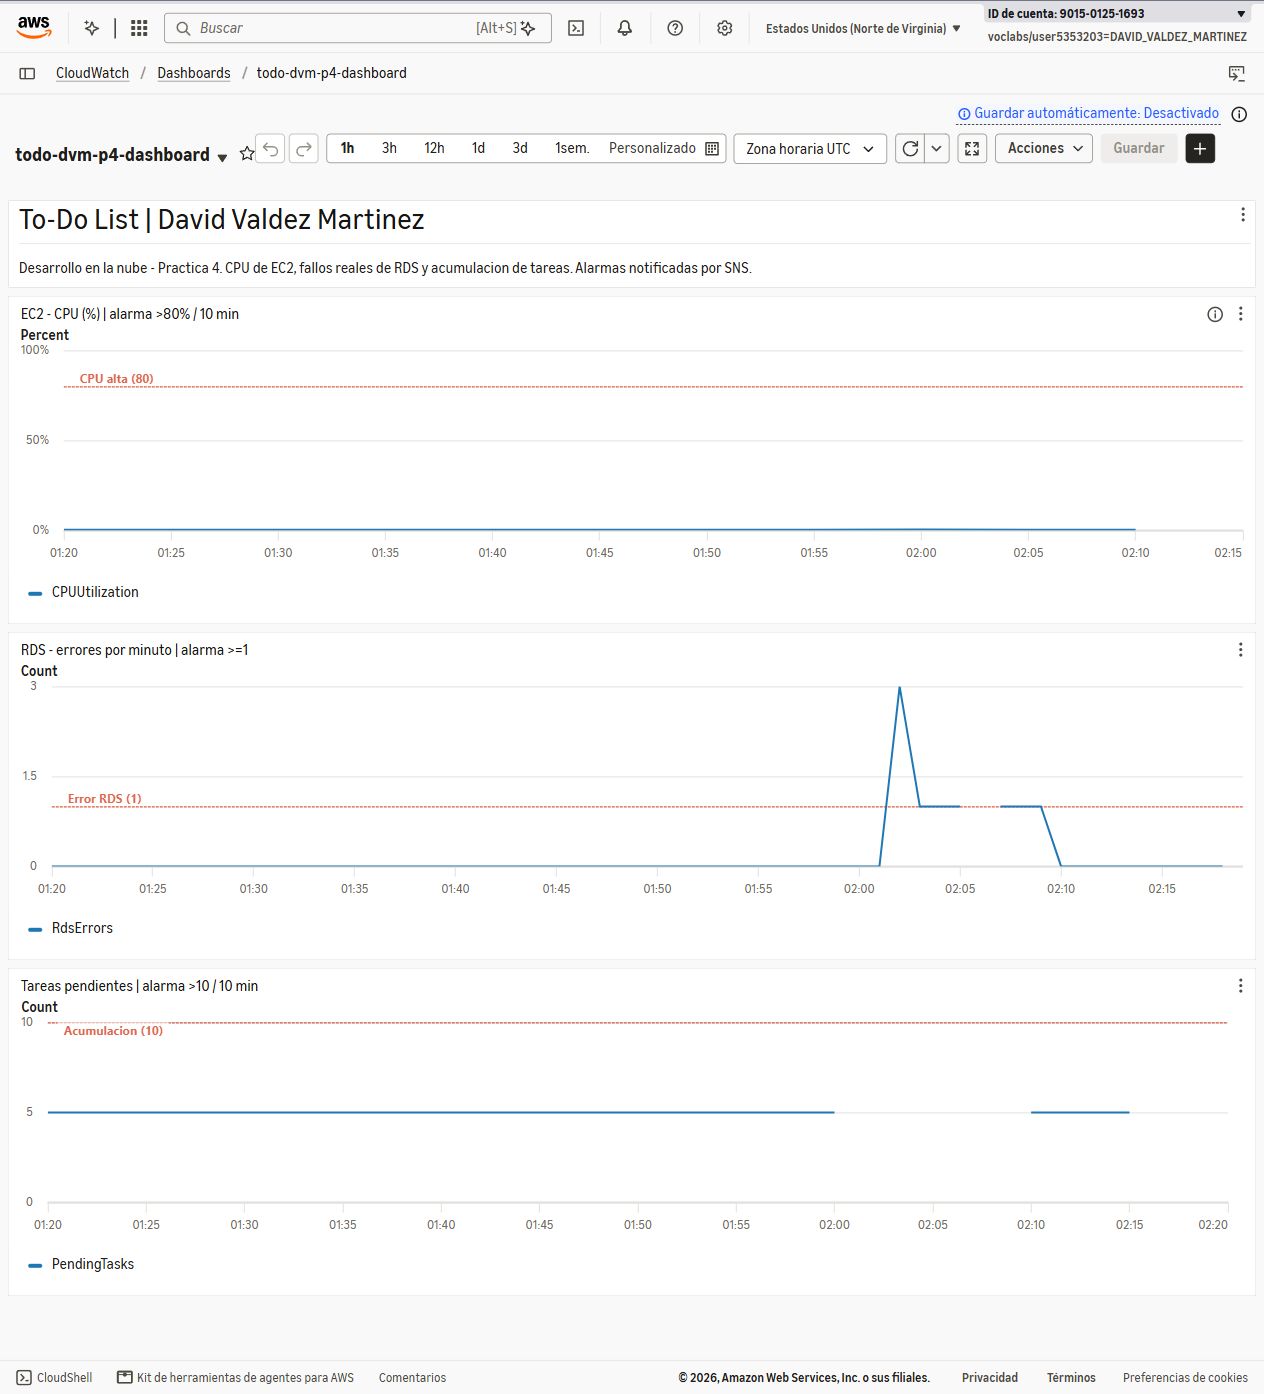 aws
Buscar
[Alt+S]
Estados Unidos (Norte de Virginia)
ID de cuenta: 9015-0125-1693
voclabs/user5353203=DAVID_VALDEZ_MARTINEZ
CloudWatch / Dashboards / todo-dvm-p4-dashboard
Guardar automáticamente: Desactivado
todo-dvm-p4-dashboard
1h 3h 12h 1d 3d 1sem. Personalizado
Zona horaria UTC
Acciones
Guardar
To-Do List | David Valdez Martinez
Desarrollo en la nube - Practica 4. CPU de EC2, fallos reales de RDS y acumulacion de tareas. Alarmas notificadas por SNS.
EC2 - CPU (%) | alarma >80% / 10 min
Percent
100%
CPU alta (80)
50%
0%
01:20 01:25 01:30 01:35 01:40 01:45 01:50 01:55 02:00 02:05 02:10 02:15
CPUUtilization
RDS - errores por minuto | alarma >=1
Count
3
1.5
Error RDS (1)
0
01:20 01:25 01:30 01:35 01:40 01:45 01:50 01:55 02:00 02:05 02:10 02:15
RdsErrors
Tareas pendientes | alarma >10 / 10 min
Count
10
Acumulacion (10)
5
0
01:20 01:25 01:30 01:35 01:40 01:45 01:50 01:55 02:00 02:05 02:10 02:15 02:20
PendingTasks
CloudShell
Kit de herramientas de agentes para AWS
Comentarios
© 2026, Amazon Web Services, Inc. o sus filiales.
Privacidad
Términos
Preferencias de cookies